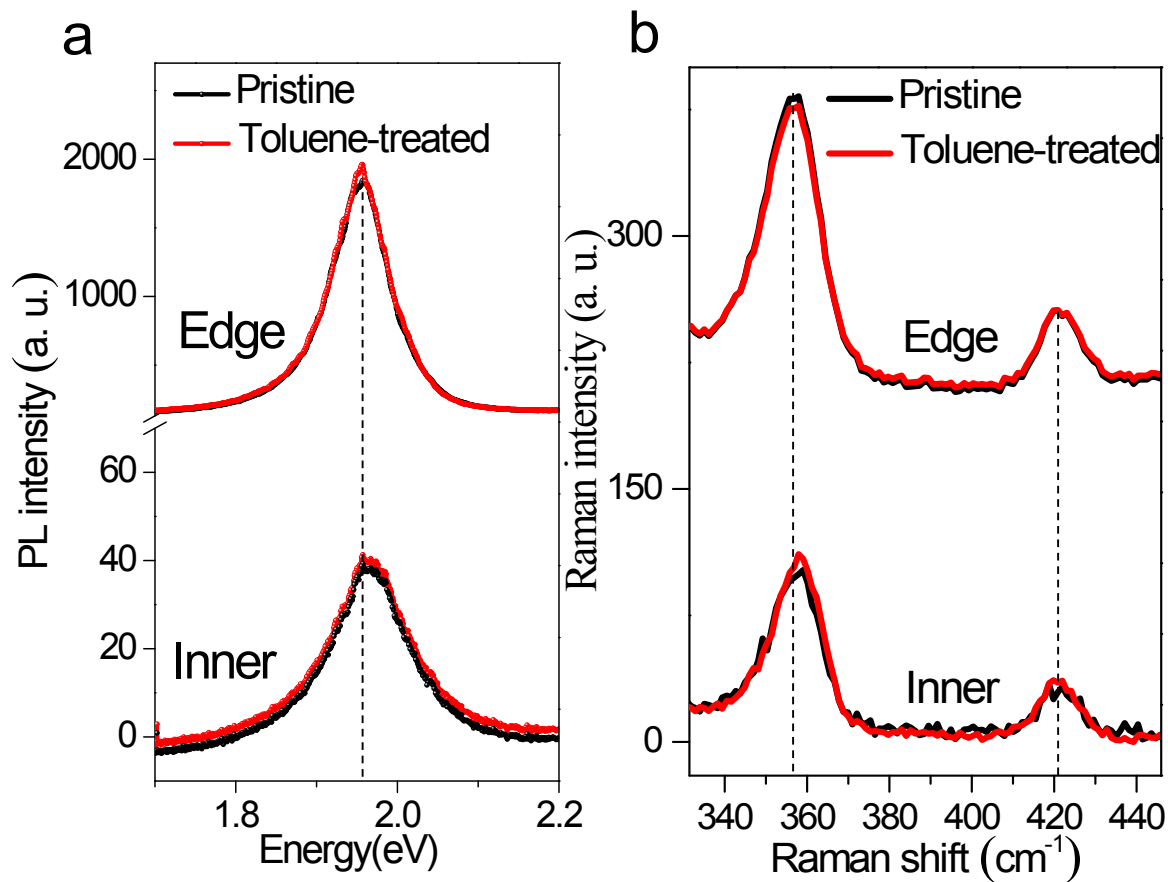 a
Pristine
Toluene-treated
2000
1000
Edge
60
40
20
0
Inner
PL intensity (a. u.)
1.8
2.0
2.2
Energy(eV)
b
Pristine
Toluene-treated
300
150
0
Edge
Inner
Raman intensity (a. u.)
340 360 380 400 420 440
Raman shift (cm⁻¹)